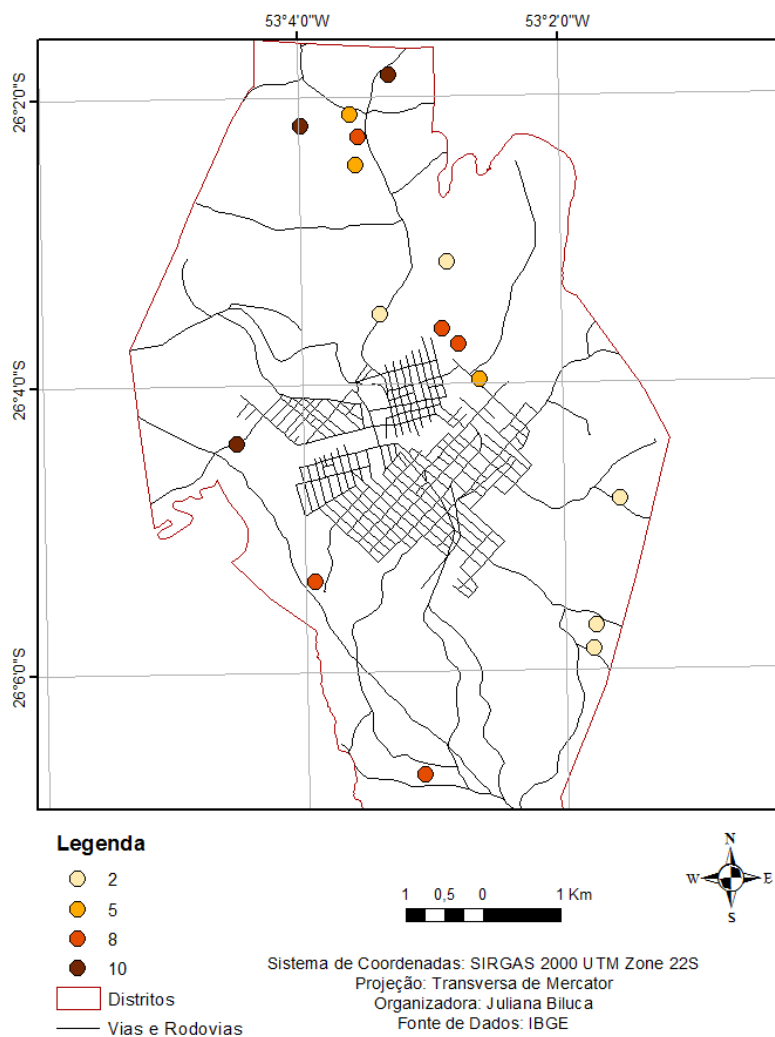 53°4'0"W 53°2'0"W
26°2'0"S
26°4'0"S
26°6'0"S
Legenda
2
5
8
10
Distritos
Vias e Rodovias
N
W E
S
1 0,5 0 1 Km
Sistema de Coordenadas: SIRGAS 2000 UTM Zone 22S
Projeção: Transversa de Mercator
Organizadora: Juliana Biluca
Fonte de Dados: IBGE